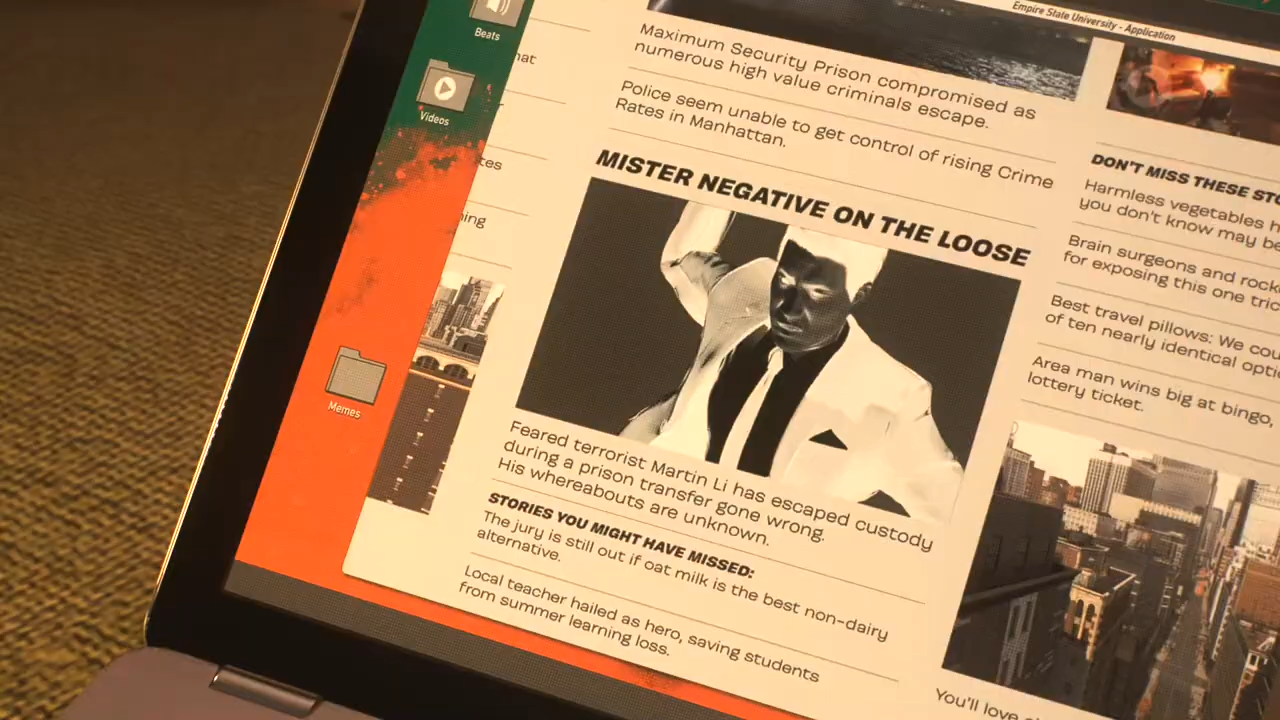 Beats
Videos
Memes
Empire State University - Application
Maximum Security Prison compromised as
numerous high value criminals escape.
Police seem unable to get control of rising Crime
Rates in Manhattan.
MISTER NEGATIVE ON THE LOOSE
Feared terrorist Martin Li has escaped custody
during a prison transfer gone wrong.
His whereabouts are unknown.
STORIES YOU MIGHT HAVE MISSED:
The jury is still out if oat milk is the best non-dairy
alternative.
Local teacher hailed as hero, saving students
from summer learning loss.
DON'T MISS THESE
Harmless vegetables
you don't know may be
Brain surgeons and
for exposing this one
Best travel pillows: We
of ten nearly identical
Area man wins big at bingo,
lottery ticket.
You'll love